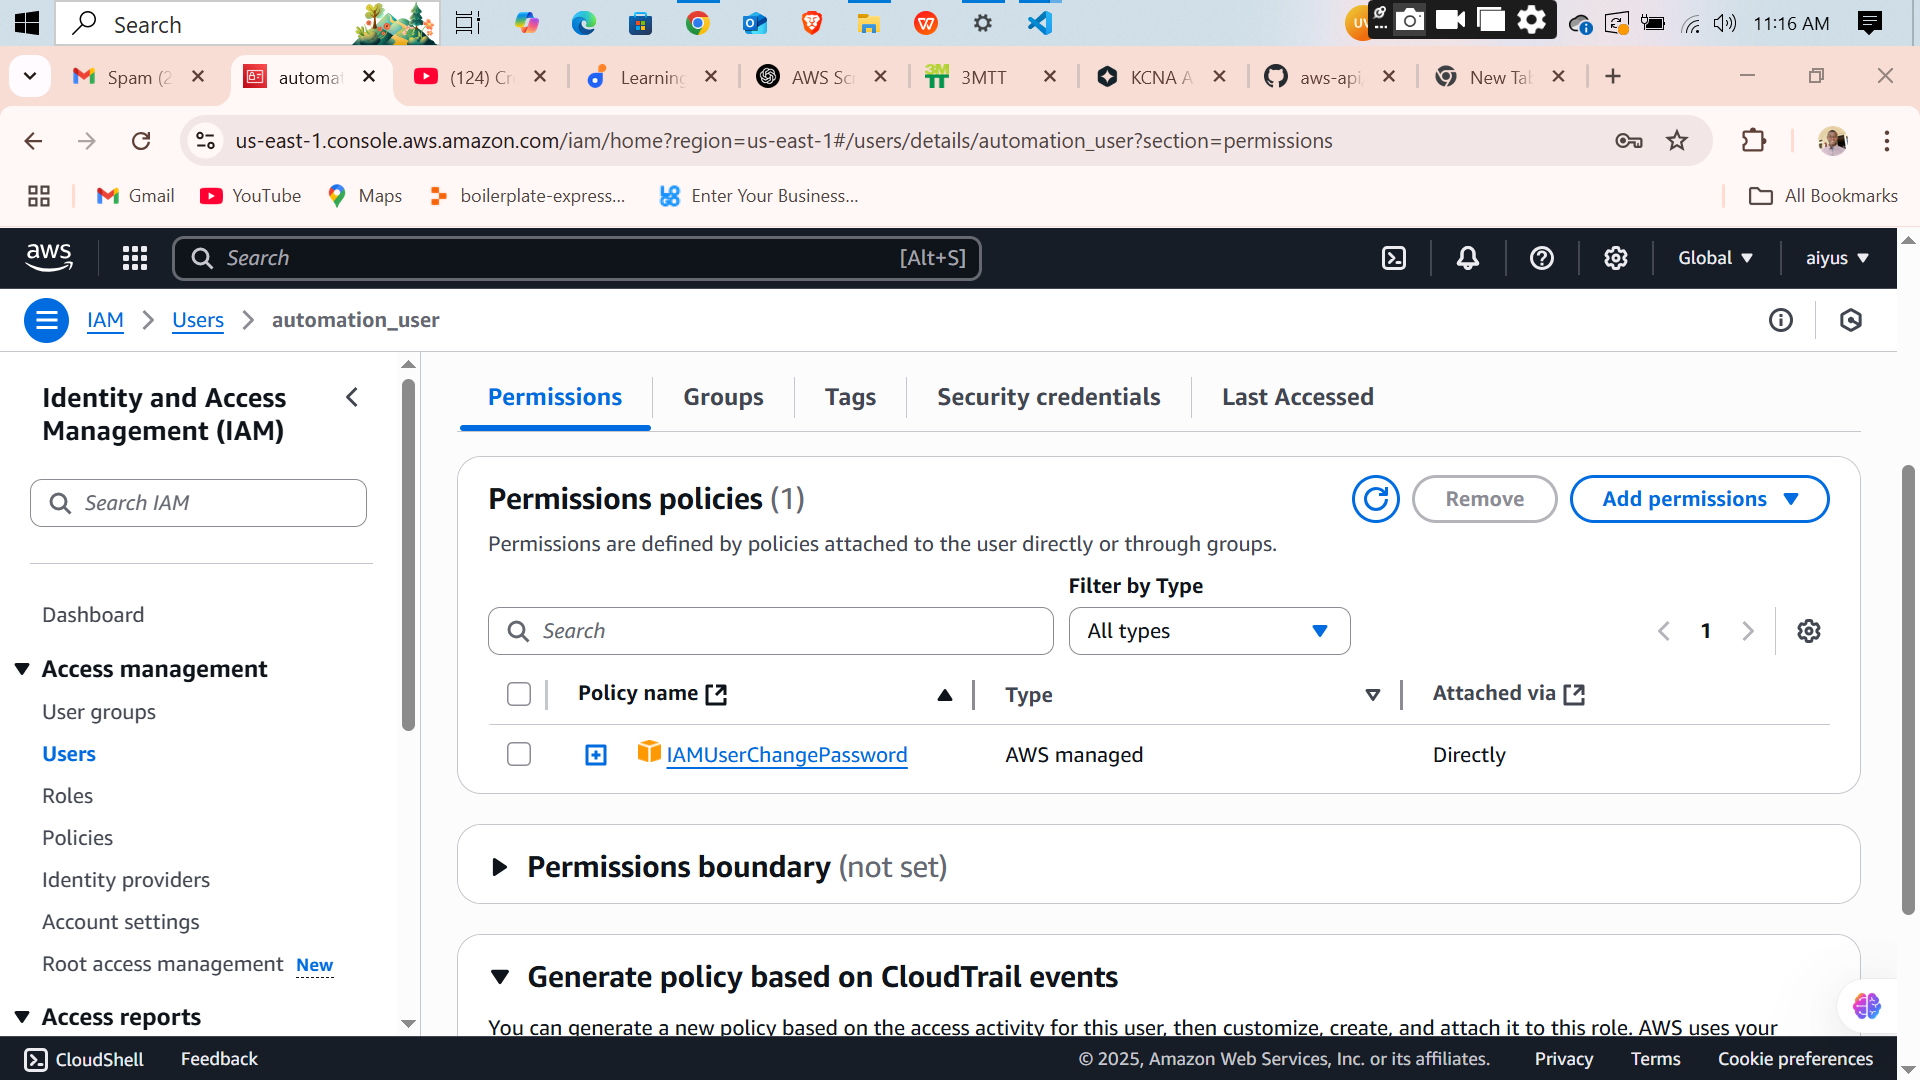 Search
11:16 AM
Spam (2
automat
(124) Cr
Learning
AWS Scr
3MTT
KCNA A
aws-api
New Tab
us-east-1.console.aws.amazon.com/iam/home?region=us-east-1#/users/details/automation_user?section=permissions
Gmail
YouTube
Maps
boilerplate-express...
Enter Your Business...
All Bookmarks
aws
Search
[Alt+S]
Global
aiyus
IAM
Users
automation_user
Identity and Access
Management (IAM)
Search IAM
Dashboard
Access management
User groups
Users
Roles
Policies
Identity providers
Account settings
Root access management New
Access reports
Permissions
Groups
Tags
Security credentials
Last Accessed
Permissions policies (1)
Remove
Add permissions
Permissions are defined by policies attached to the user directly or through groups.
Filter by Type
Search
All types
1
Policy name
Type
Attached via
IAMUserChangePassword
AWS managed
Directly
Permissions boundary (not set)
Generate policy based on CloudTrail events
You can generate a new policy based on the access activity for this user, then customize, create, and attach it to this role. AWS uses your
CloudShell
Feedback
© 2025, Amazon Web Services, Inc. or its affiliates.
Privacy
Terms
Cookie preferences